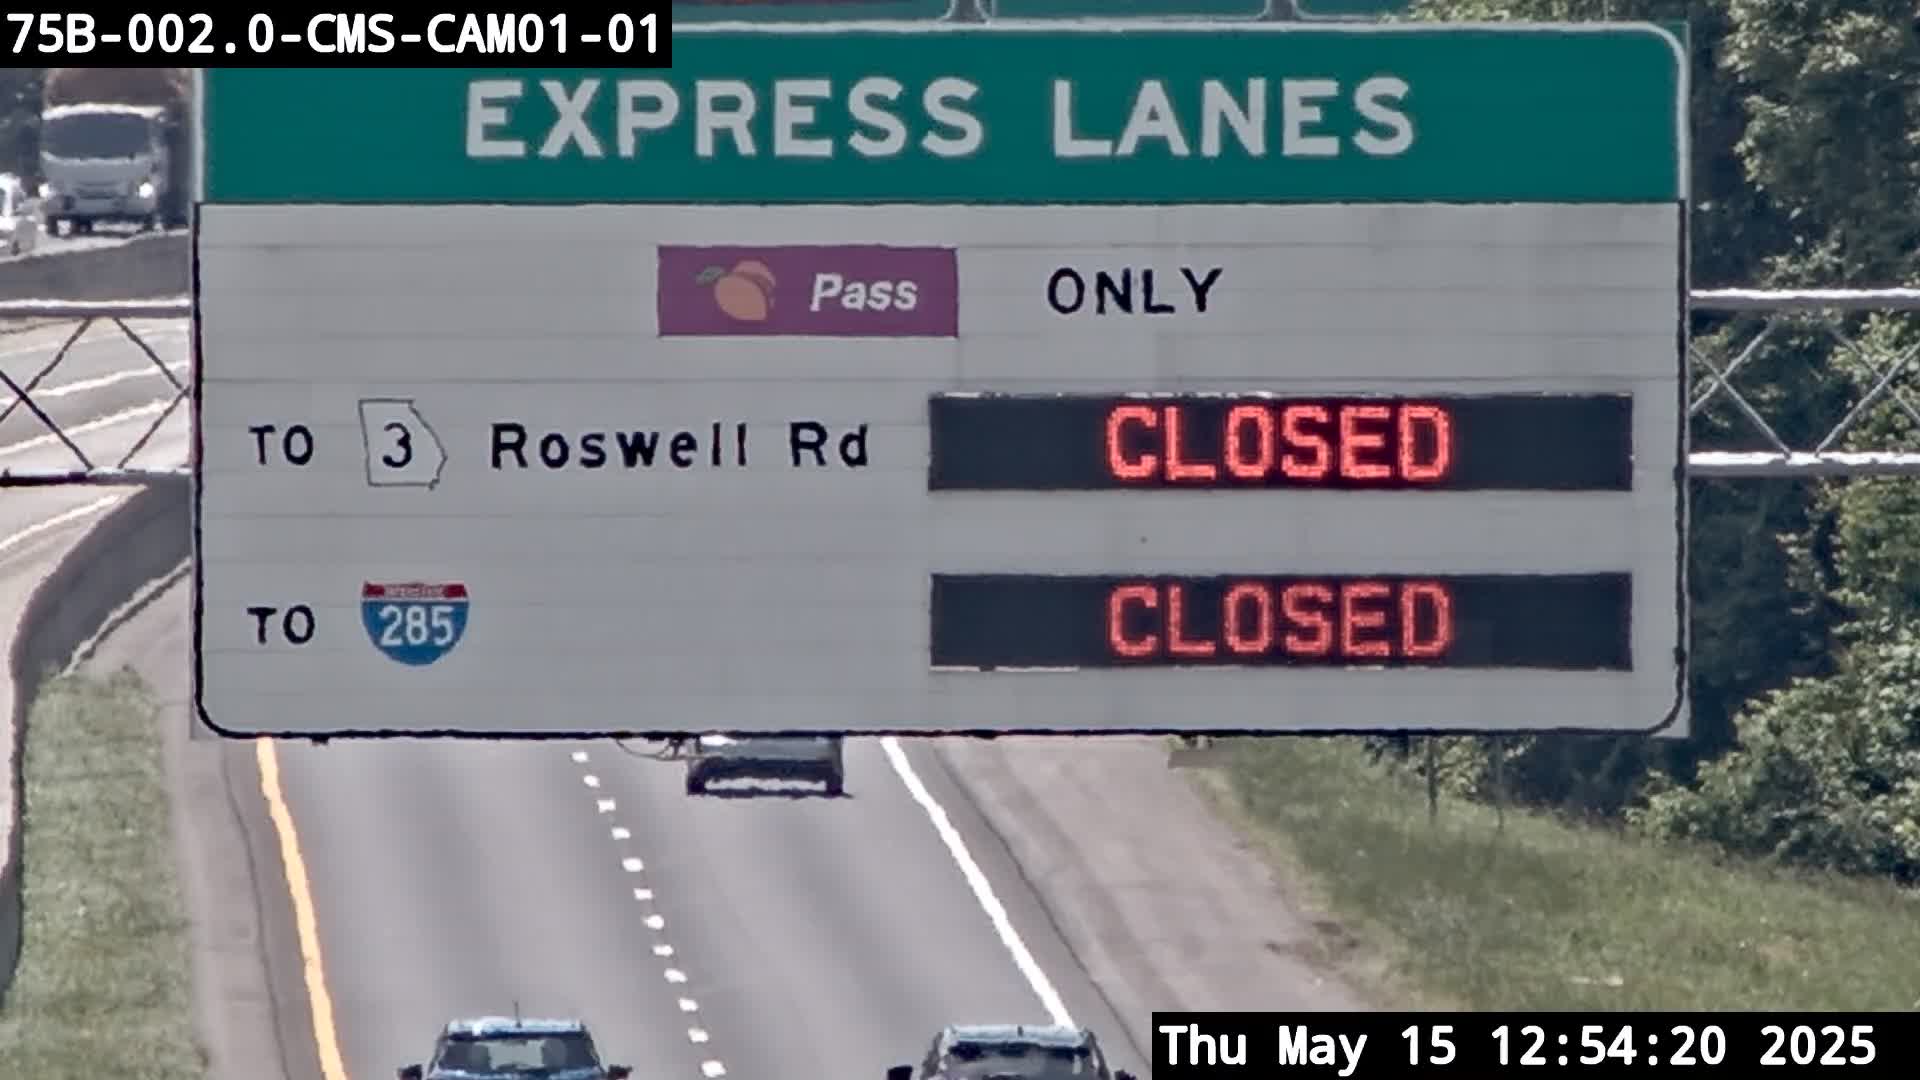 75B-002.0-CMS-CAM01-01
EXPRESS LANES
Pass ONLY
TO 3 Roswell Rd CLOSED
TO 285 CLOSED
Thu May 15 12:54:20 2025